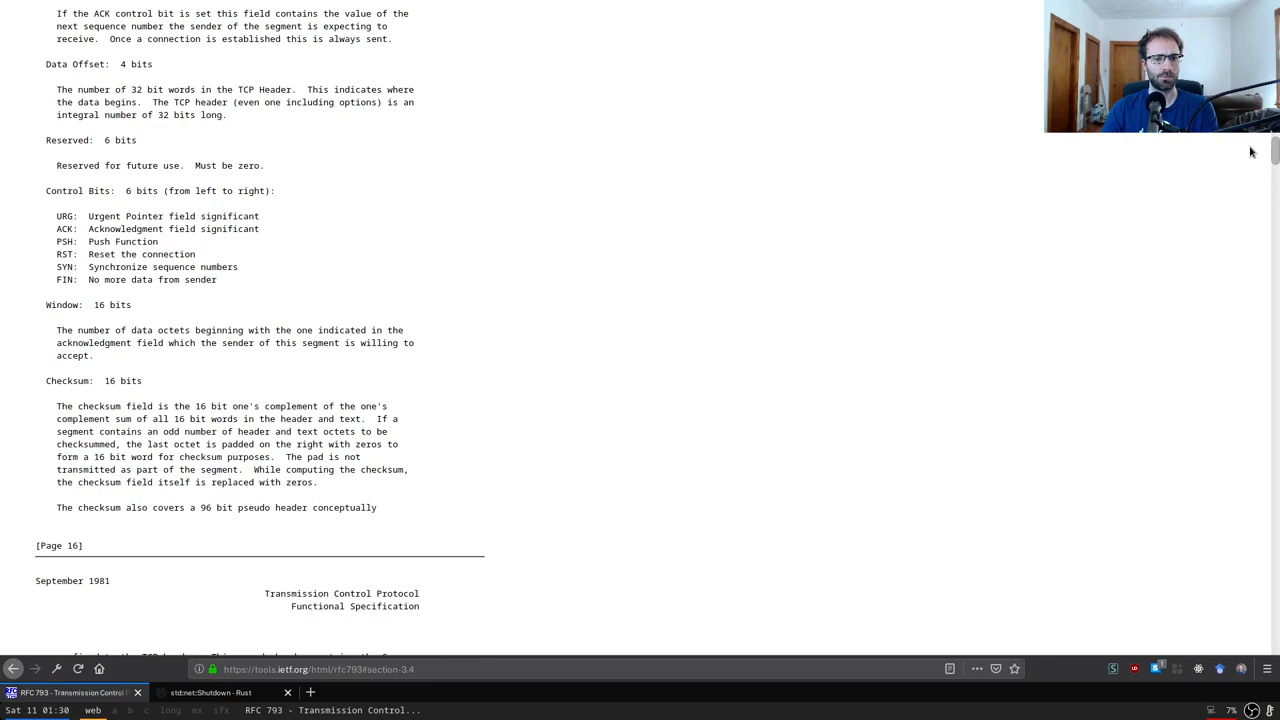 If the ACK control bit is set this field contains the value of the
next sequence number the sender of the segment is expecting to
receive.  Once a connection is established this is always sent.
Data Offset:  4 bits
The number of 32 bit words in the TCP Header.  This indicates where
the data begins.  The TCP header (even one including options) is an
integral number of 32 bits long.
Reserved:  6 bits
Reserved for future use.  Must be zero.
Control Bits:  6 bits (from left to right):
URG:  Urgent Pointer field significant
ACK:  Acknowledgment field significant
PSH:  Push Function
RST:  Reset the connection
SYN:  Synchronize sequence numbers
FIN:  No more data from sender
Window:  16 bits
The number of data octets beginning with the one indicated in the
acknowledgment field which the sender of this segment is willing to
accept.
Checksum:  16 bits
The checksum field is the 16 bit one's complement of the one's
complement sum of all 16 bit words in the header and text.  If a
segment contains an odd number of header and text octets to be
checksummed, the last octet is padded on the right with zeros to
form a 16 bit word for checksum purposes.  The pad is not
transmitted as part of the segment.  While computing the checksum,
the checksum field itself is replaced with zeros.
The checksum also covers a 96 bit pseudo header conceptually
[Page 16]
September 1981
Transmission Control Protocol
Functional Specification
https://tools.ietf.org/html/rfc793#section-3.4
RFC 793 - Transmission Control P
std::net::Shutdown - Rust
Sat 11 01:30 web a b c long mx sfx RFC 793 - Transmission Control... 7%